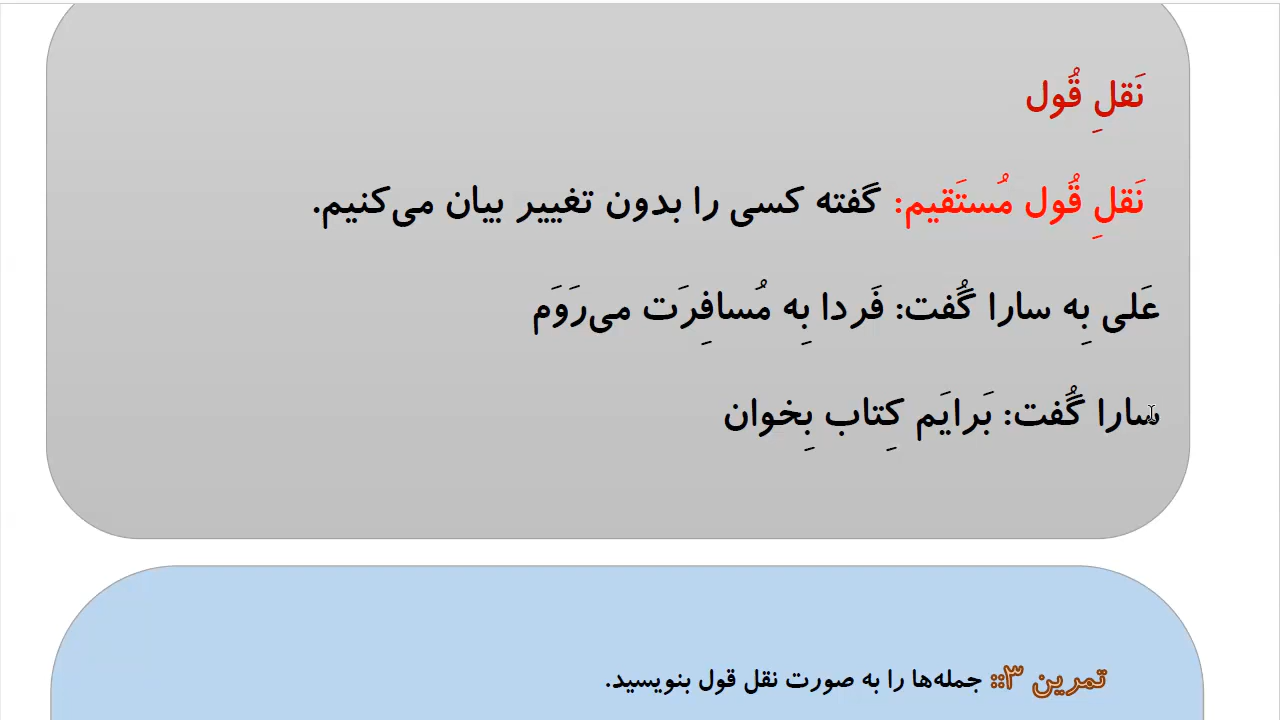 نَقلِ قُول
نَقلِ قُول مُستَقیم: گفته کسی را بدون تغییر بیان می‌کنیم.
عَلی بِه سارا گُفت: فَردا بِه مُسافِرَت می‌رَوَم
سارا گُفت: بَرایَم کِتاب بِخوان
تمرین ۳:: جمله‌ها را به صورت نقل قول بنویسید.